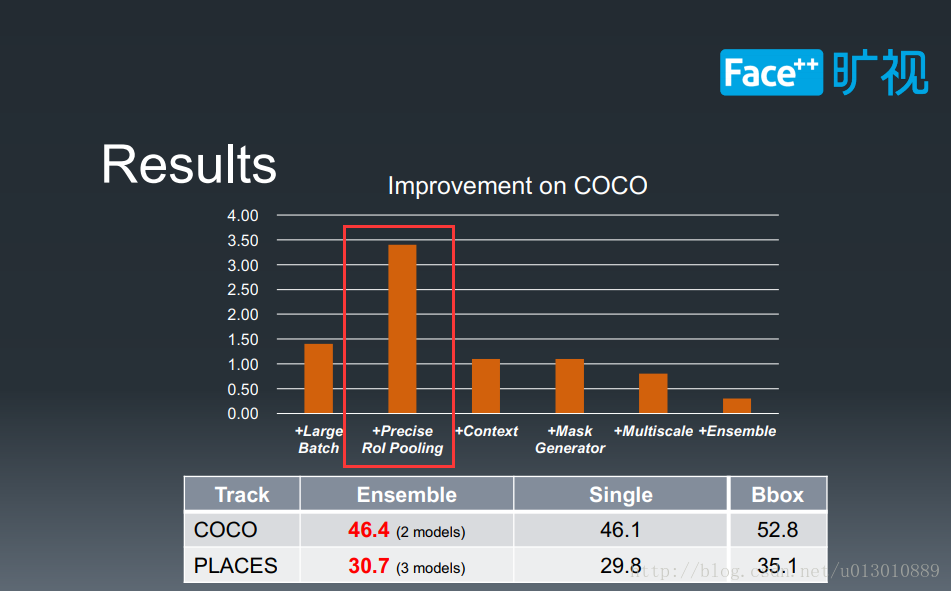 Face++ 旷视
Results
Improvement on COCO
4.00
3.50
3.00
2.50
2.00
1.50
1.00
0.50
0.00
+Large
Batch
+Precise
RoI Pooling
+Context
+Mask
Generator
+Multiscale
+Ensemble
Track Ensemble Single Bbox
COCO 46.4 (2 models) 46.1 52.8
PLACES 30.7 (3 models) 29.8 35.1
http://blog.csdn.net/u013010889